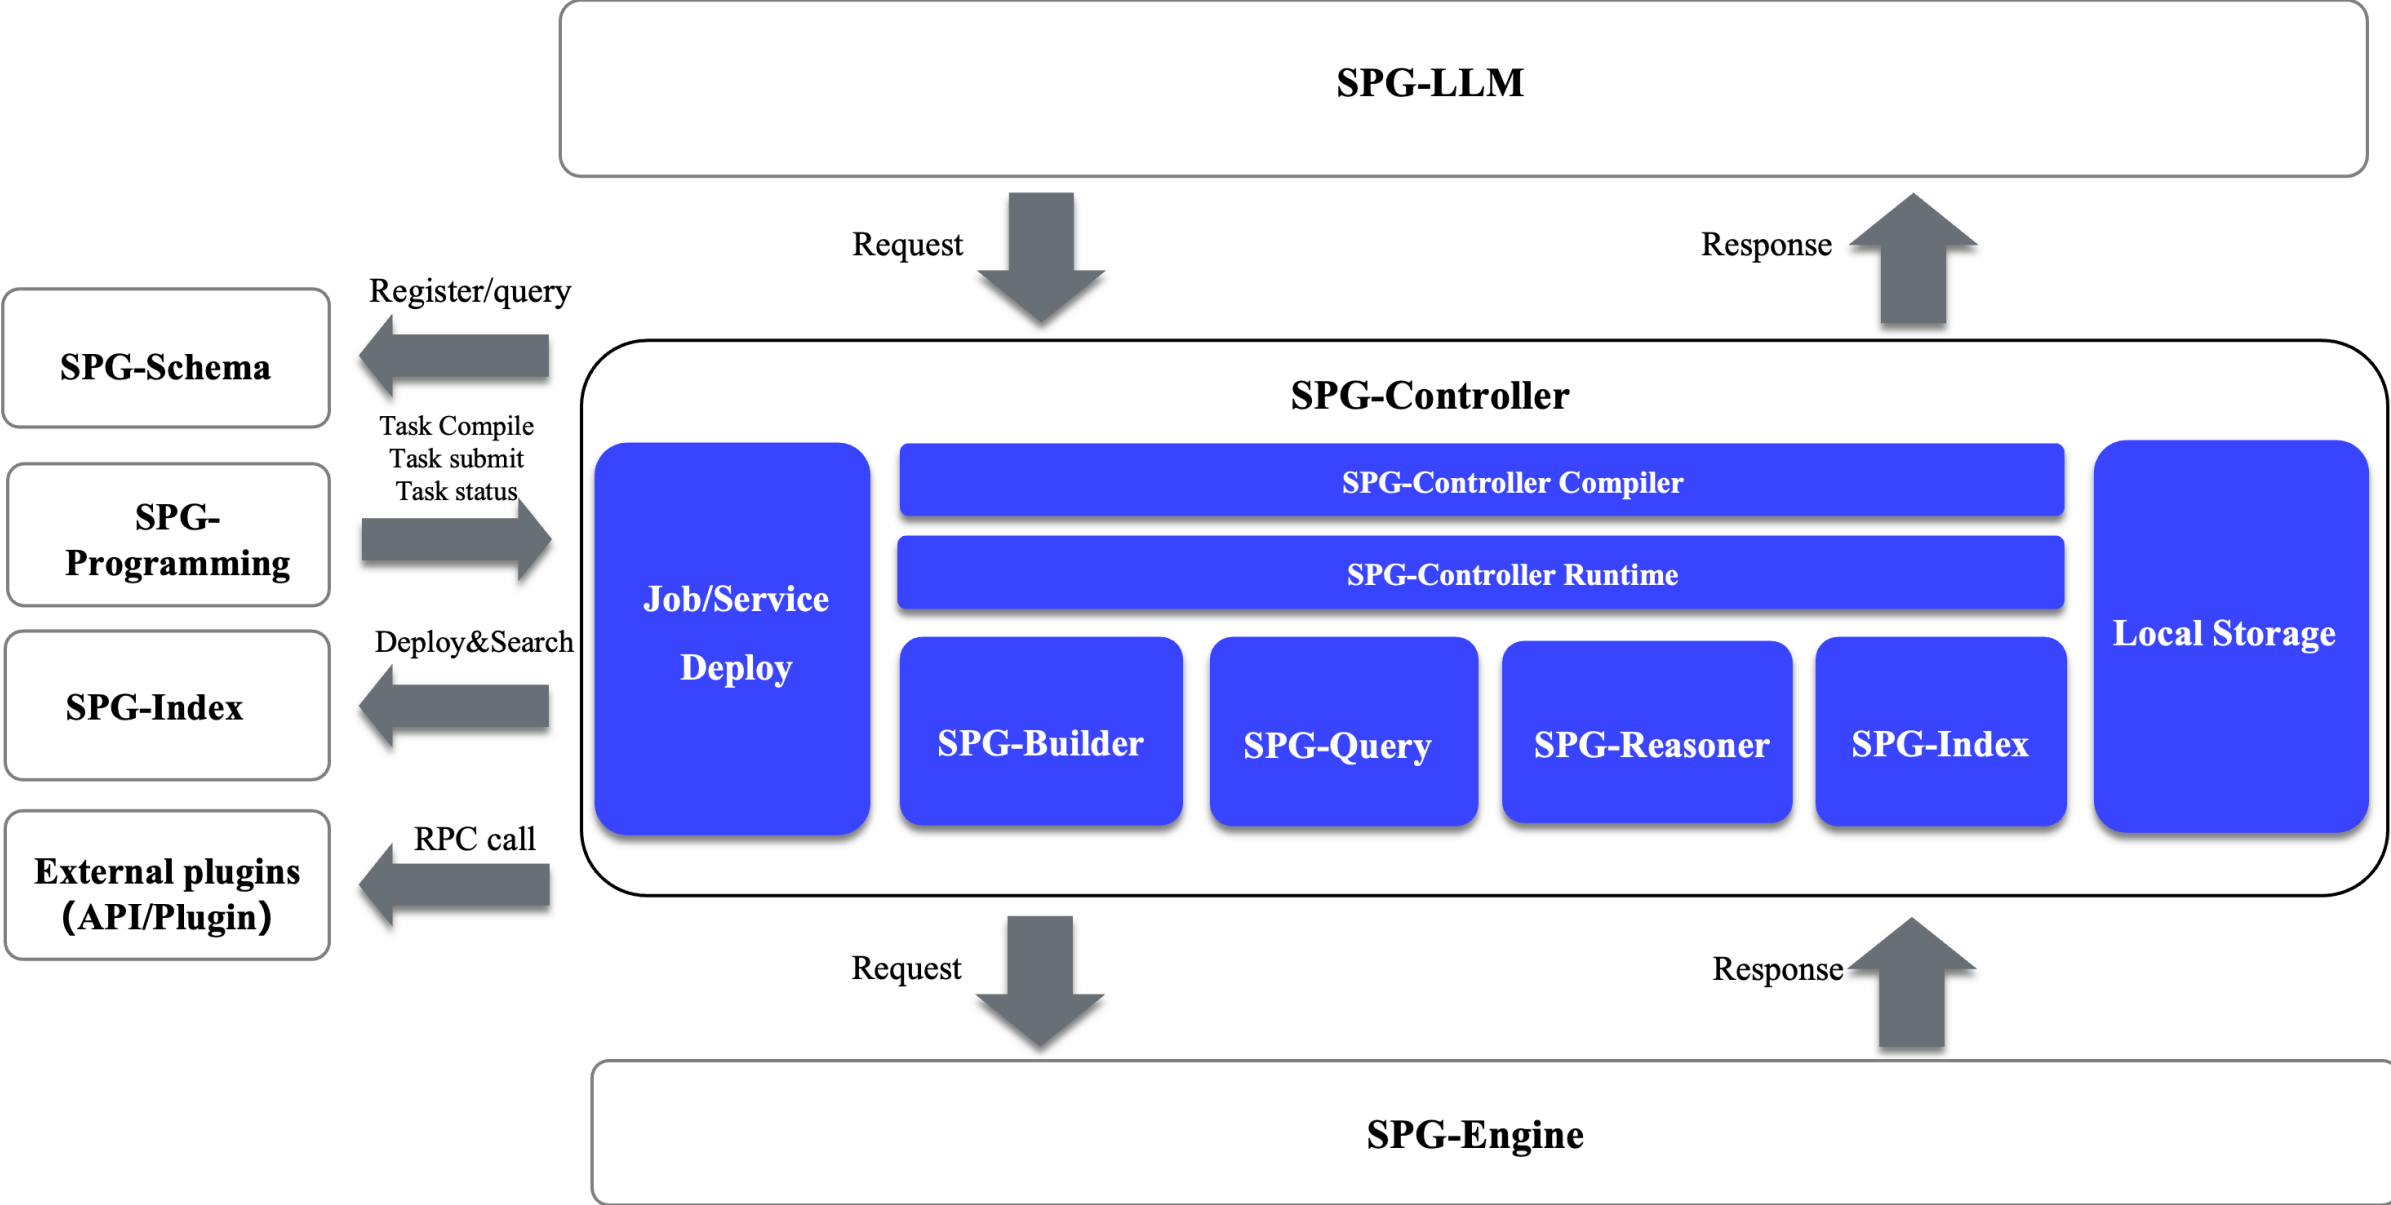 SPG-LLM
Request
Response
Register/query
SPG-Schema
Task Compile
Task submit
Task status
SPG-
Programming
Deploy&Search
SPG-Index
RPC call
External plugins
(API/Plugin)
SPG-Controller
Job/Service
Deploy
SPG-Controller Compiler
SPG-Controller Runtime
SPG-Builder
SPG-Query
SPG-Reasoner
SPG-Index
Local Storage
Request
Response
SPG-Engine